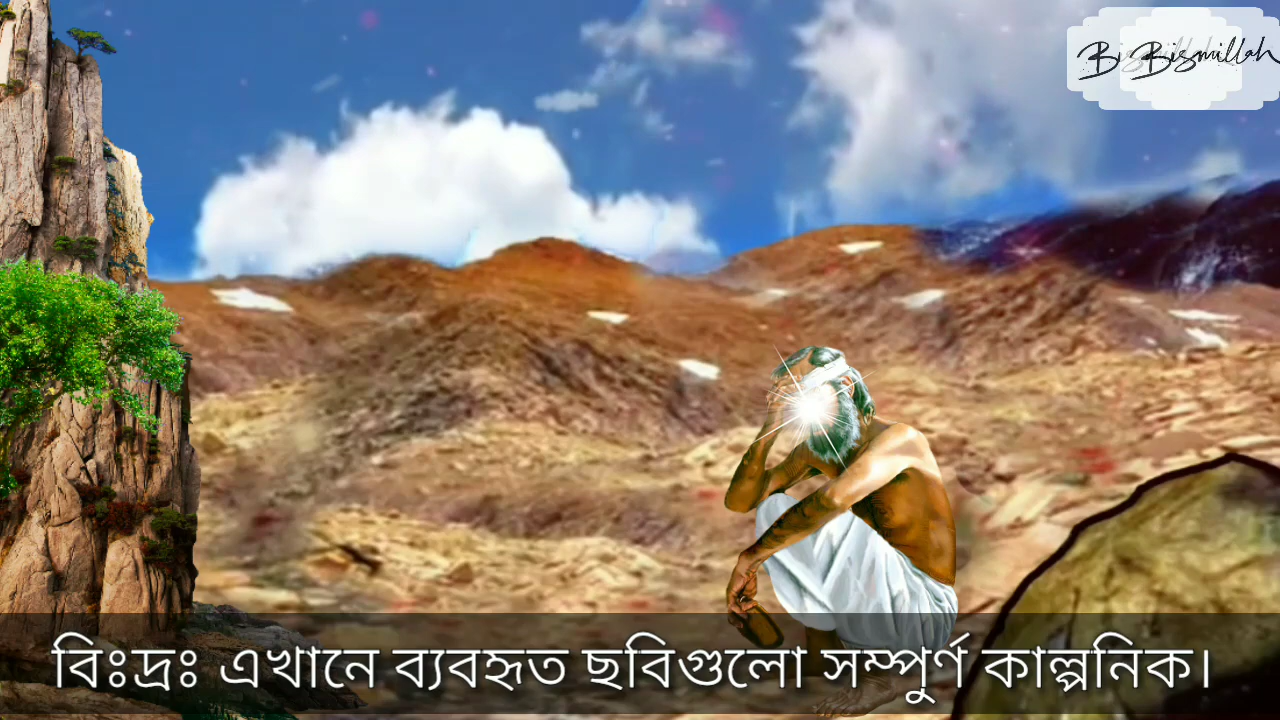 Bismillah
বিঃদ্রঃ এখানে ব্যবহৃত ছবিগুলো সম্পুর্ণ কাল্পনিক।